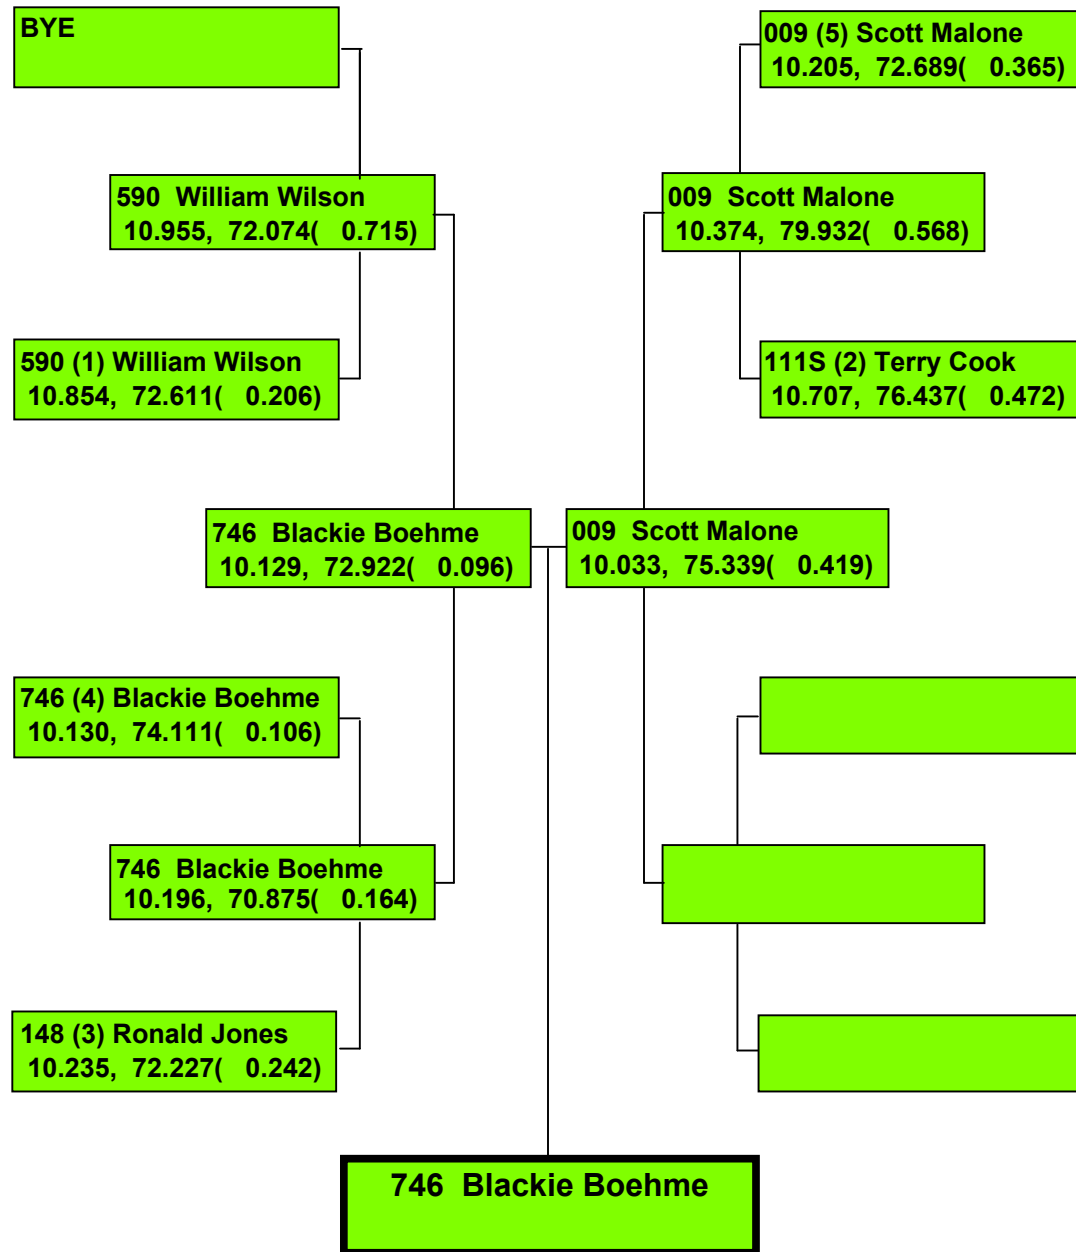 BYE
009 (5) Scott Malone
10.205, 72.689( 0.365)
590 William Wilson
10.955, 72.074( 0.715)
009 Scott Malone
10.374, 79.932( 0.568)
590 (1) William Wilson
10.854, 72.611( 0.206)
111S (2) Terry Cook
10.707, 76.437( 0.472)
746 Blackie Boehme
10.129, 72.922( 0.096)
009 Scott Malone
10.033, 75.339( 0.419)
746 (4) Blackie Boehme
10.130, 74.111( 0.106)
746 Blackie Boehme
10.196, 70.875( 0.164)
148 (3) Ronald Jones
10.235, 72.227( 0.242)
746 Blackie Boehme